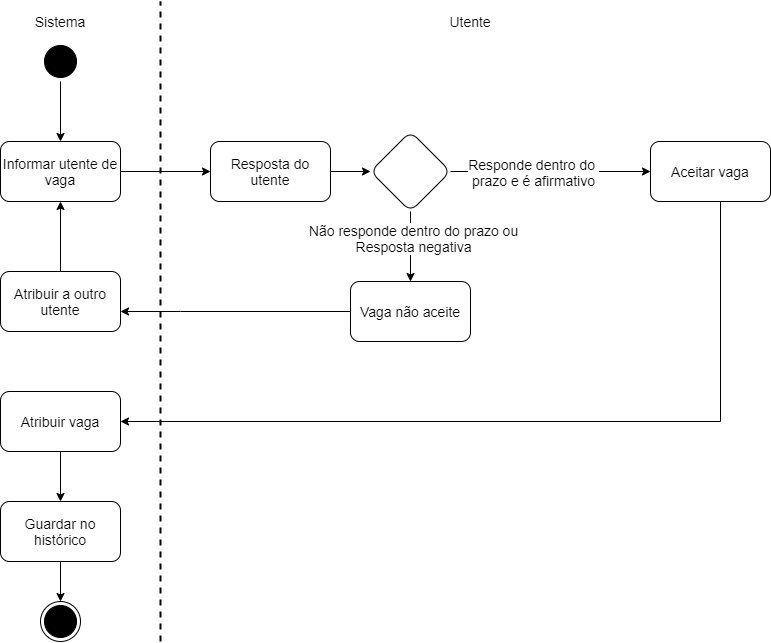 Sistema
Utente
Informar utente de
vaga
Resposta do
utente
Responde dentro do
prazo e é afirmativo
Aceitar vaga
Não responde dentro do prazo ou
Resposta negativa
Atribuir a outro
utente
Vaga não aceite
Atribuir vaga
Guardar no
histórico